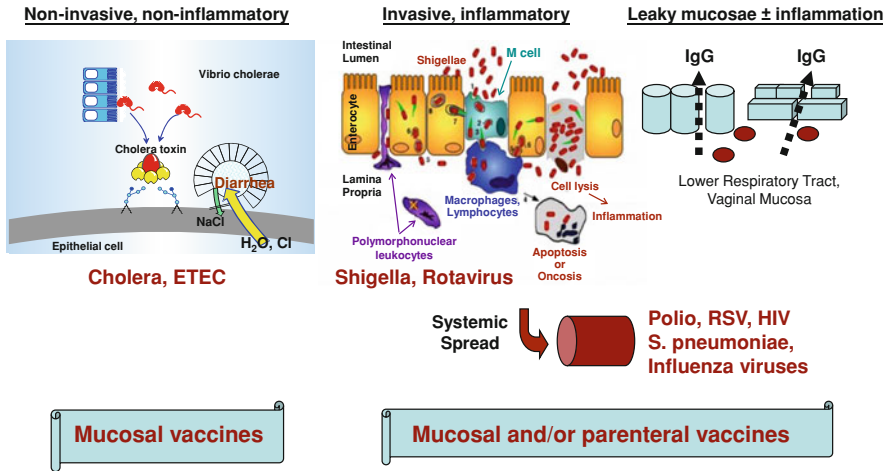 Non-invasive, non-inflammatory
Invasive, inflammatory
Leaky mucosae ± inflammation
Vibrio cholerae
Cholera toxin
Diarrhea
NaCl
H₂O, Cl
Epithelial cell
Cholera, ETEC
Intestinal
Lumen
Shigellae
M cell
Enterocyte
Lamina
Propria
Macrophages,
Lymphocytes
Cell lysis
Inflammation
Polymorphonuclear
leukocytes
Apoptosis
or
Oncosis
Shigella, Rotavirus
IgG
IgG
Lower Respiratory Tract,
Vaginal Mucosa
Systemic
Spread
Polio, RSV, HIV
S. pneumoniae,
Influenza viruses
Mucosal vaccines
Mucosal and/or parenteral vaccines